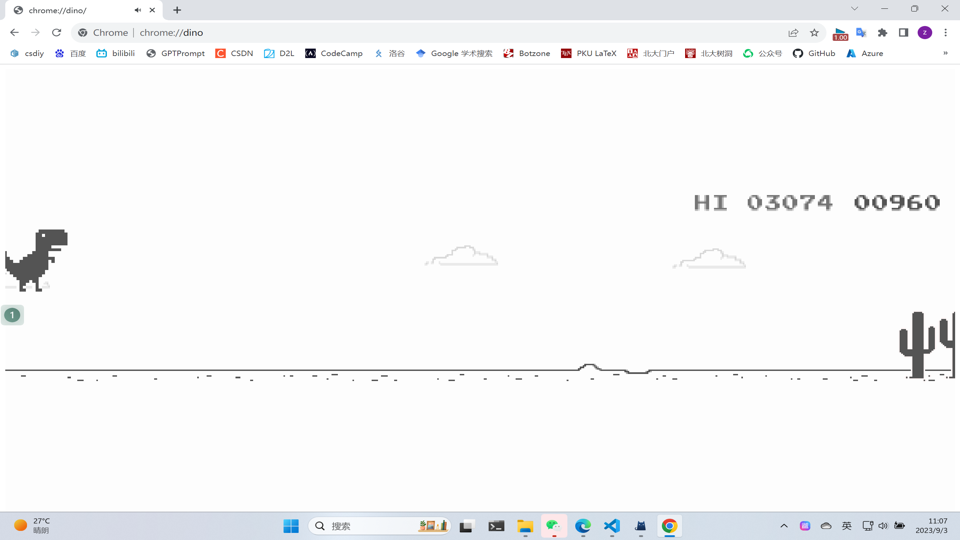 chrome://dino/
Chrome | chrome://dino
1.00
z
csdiy 百度 bilibili GPTPrompt CSDN D2L CodeCamp 洛谷 Google 学术搜索 Botzone PKU LaTeX 北大门户 北大树洞 公众号 GitHub Azure »
HI 03074 00960
1
27°C
晴朗
搜索
英
11:07
2023/9/3